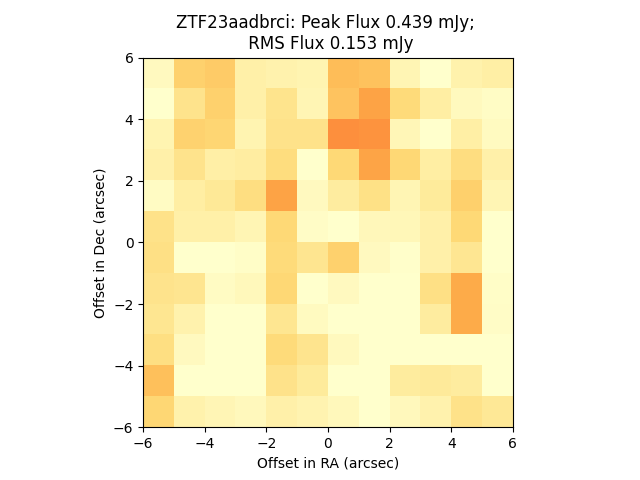 ZTF23aadbrci: Peak Flux 0.439 mJy;
RMS Flux 0.153 mJy
6
4
2
0
−2
−4
−6
Offset in Dec (arcsec)
−6 −4 −2 0 2 4 6
Offset in RA (arcsec)